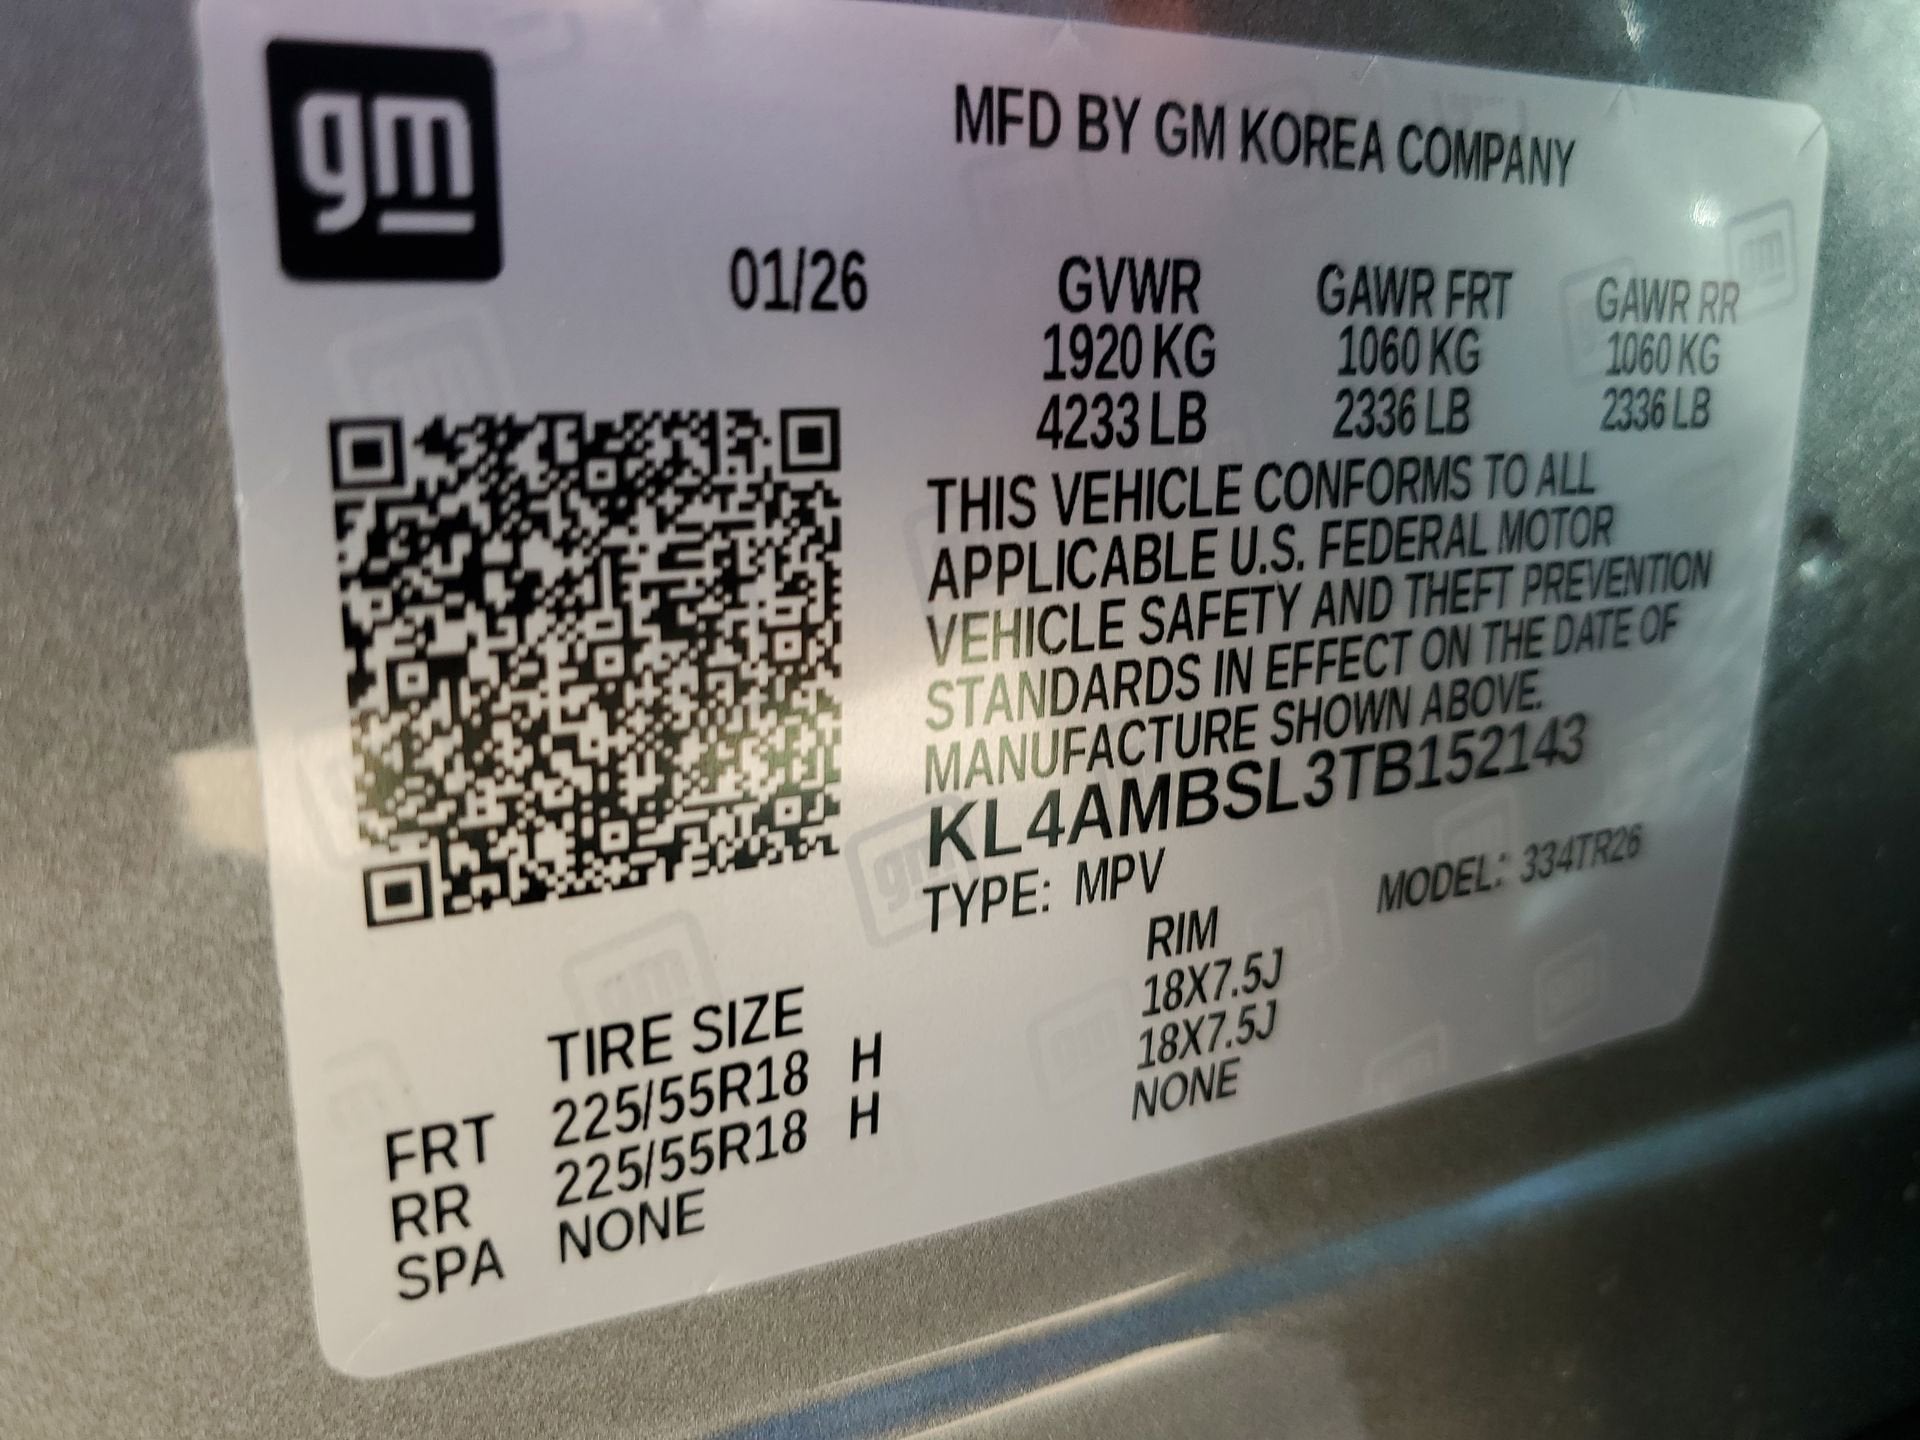 gm
MFD BY GM KOREA COMPANY
01/26
GVWR GAWR FRT GAWR RR
1920 KG 1060 KG 1060 KG
4233 LB 2336 LB 2336 LB
THIS VEHICLE CONFORMS TO ALL
APPLICABLE U.S. FEDERAL MOTOR
VEHICLE SAFETY AND THEFT PREVENTION
STANDARDS IN EFFECT ON THE DATE OF
MANUFACTURE SHOWN ABOVE.
KL4AMBSL3TB152143
TYPE: MPV MODEL: 334TR26
TIRE SIZE RIM
FRT 225/55R18 H 18X7.5J
RR 225/55R18 H 18X7.5J
SPA NONE NONE